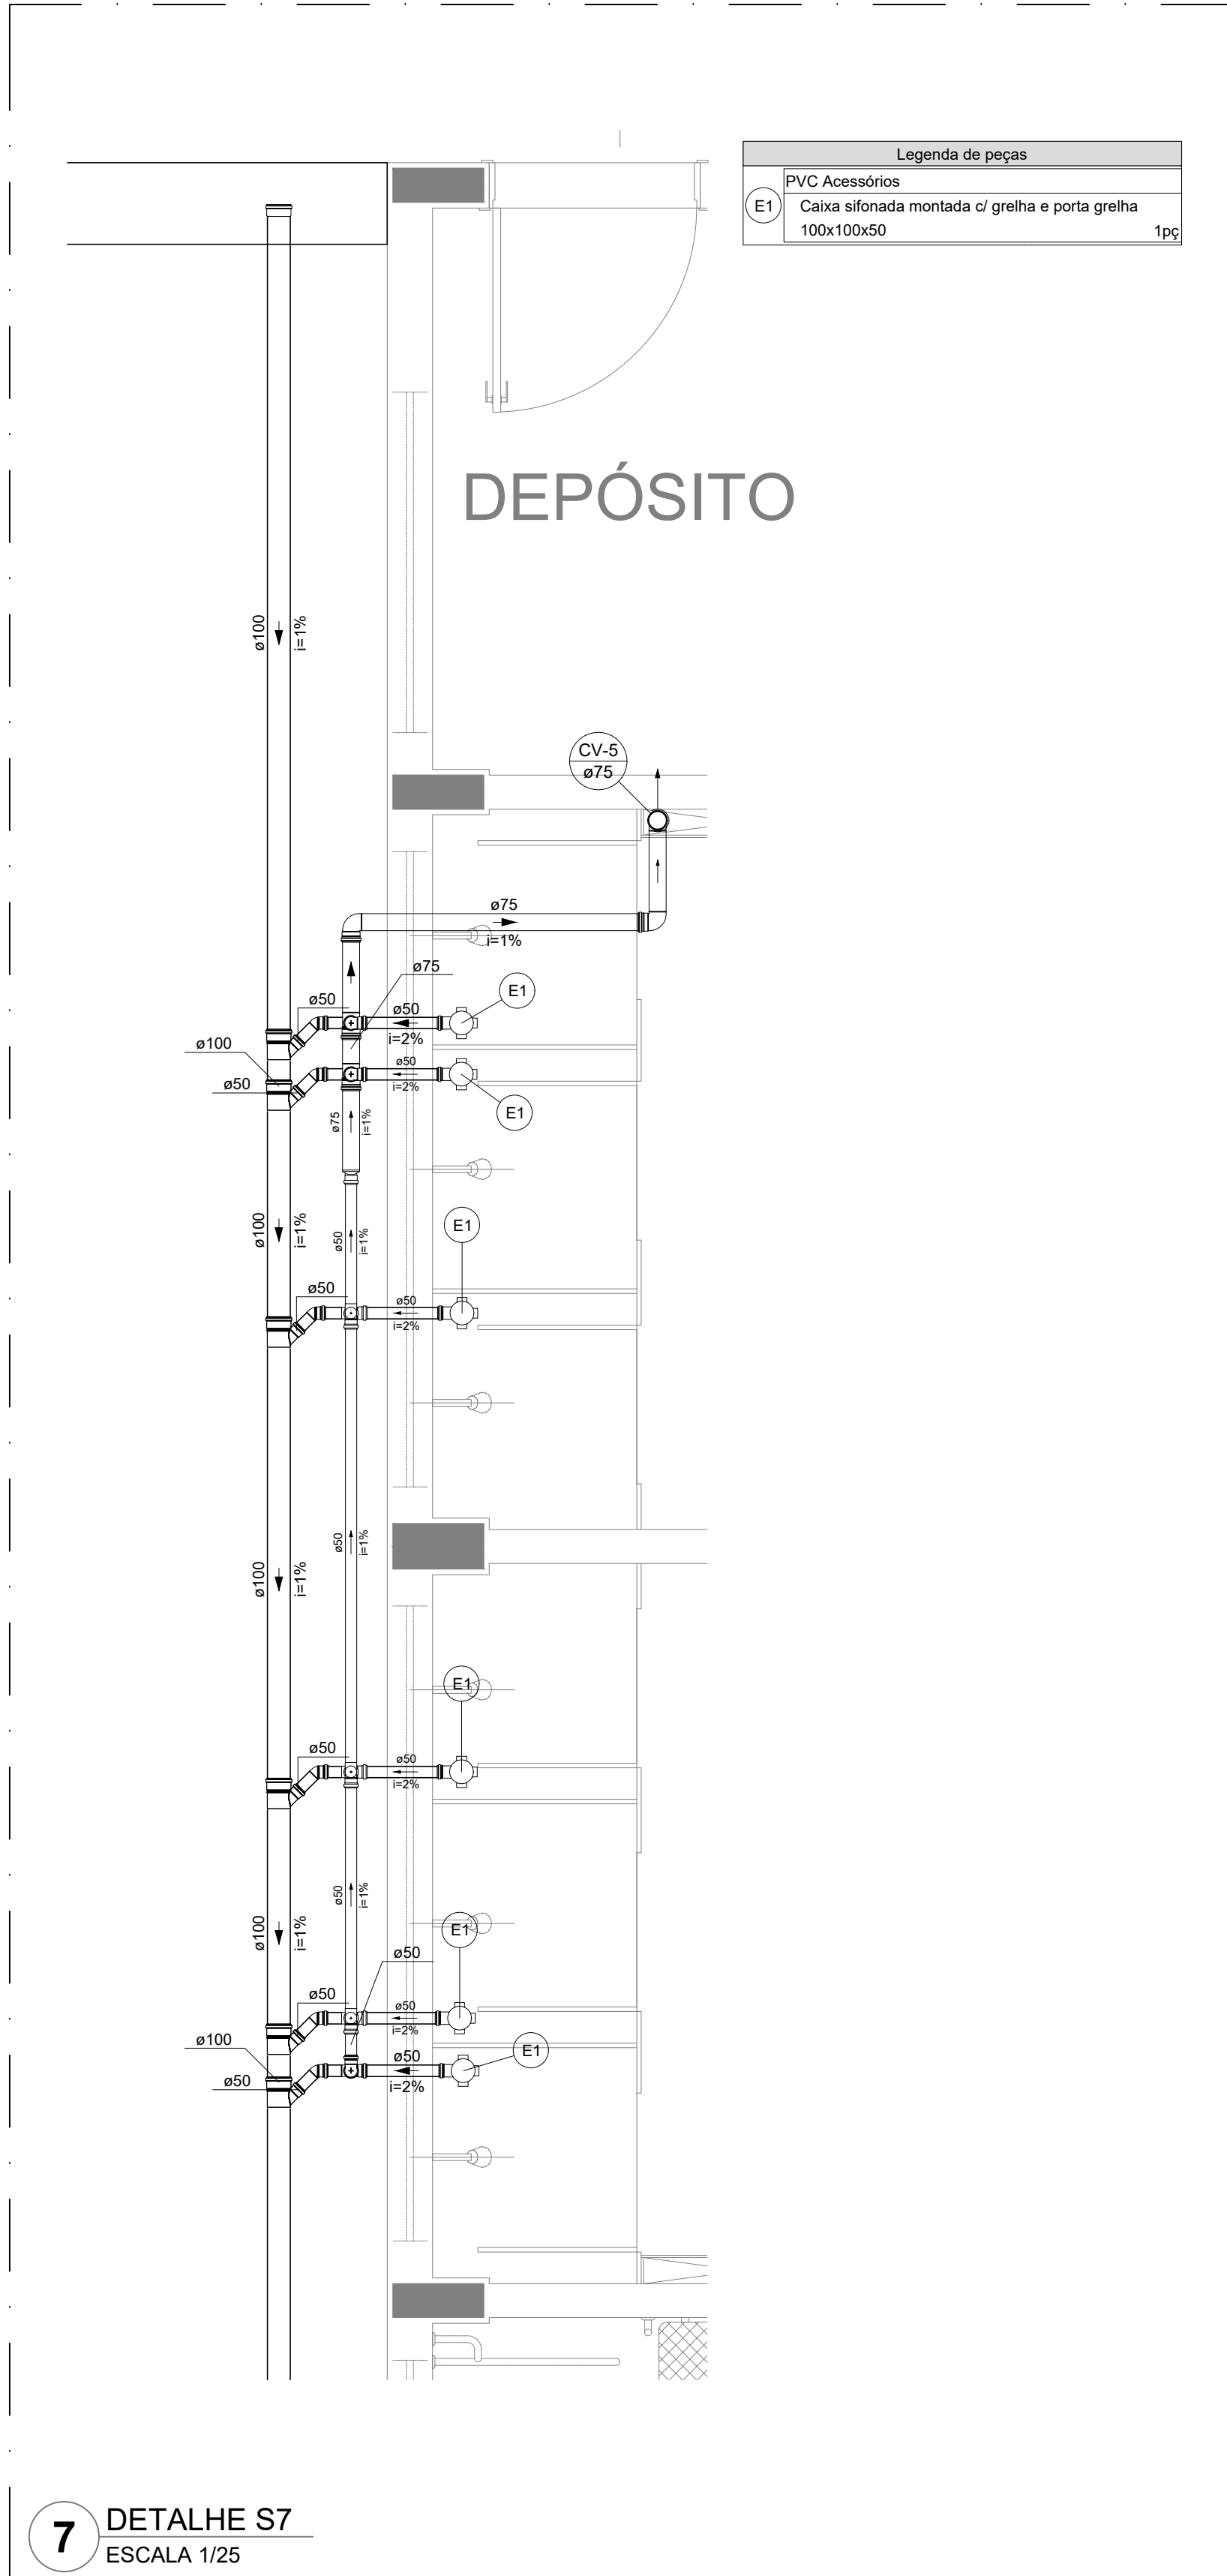 Legenda de peças
PVC Acessórios
E1
Caixa sifonada montada c/ grelha e porta grelha
100x100x50 1pç
DEPÓSITO
ø100
i=1%
CV-5
ø75
ø75
i=1%
ø75
E1
ø50
ø50
i=2%
ø100
ø50
i=2%
ø50
E1
ø75
i=1%
ø100
i=1%
E1
ø50
i=1%
ø50
ø50
i=2%
ø50
i=1%
ø100
i=1%
E1
ø50
ø50
i=2%
ø50
i=1%
ø100
i=1%
E1
ø50
ø50
ø50
i=2%
ø100
E1
ø50
i=2%
ø50
7
DETALHE S7
ESCALA 1/25